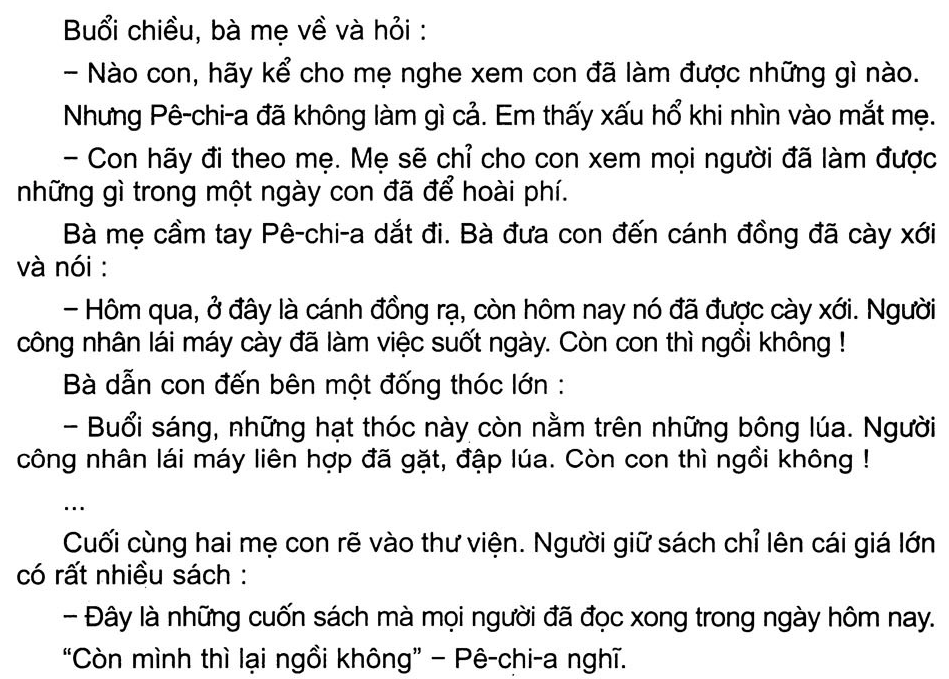 Buổi chiều, bà mẹ về và hỏi :
– Nào con, hãy kể cho mẹ nghe xem con đã làm được những gì nào.
Nhưng Pê-chi-a đã không làm gì cả. Em thấy xấu hổ khi nhìn vào mắt mẹ.
– Con hãy đi theo mẹ. Mẹ sẽ chỉ cho con xem mọi người đã làm được
những gì trong một ngày con đã để hoài phí.
Bà mẹ cầm tay Pê-chi-a dắt đi. Bà đưa con đến cánh đồng đã cày xới
và nói :
– Hôm qua, ở đây là cánh đồng rạ, còn hôm nay nó đã được cày xới. Người
công nhân lái máy cày đã làm việc suốt ngày. Còn con thì ngồi không !
Bà dẫn con đến bên một đống thóc lớn :
– Buổi sáng, những hạt thóc này còn nằm trên những bông lúa. Người
công nhân lái máy liên hợp đã gặt, đập lúa. Còn con thì ngồi không !
...
Cuối cùng hai mẹ con rẽ vào thư viện. Người giữ sách chỉ lên cái giá lớn
có rất nhiều sách :
– Đây là những cuốn sách mà mọi người đã đọc xong trong ngày hôm nay.
“Còn mình thì lại ngồi không” – Pê-chi-a nghĩ.